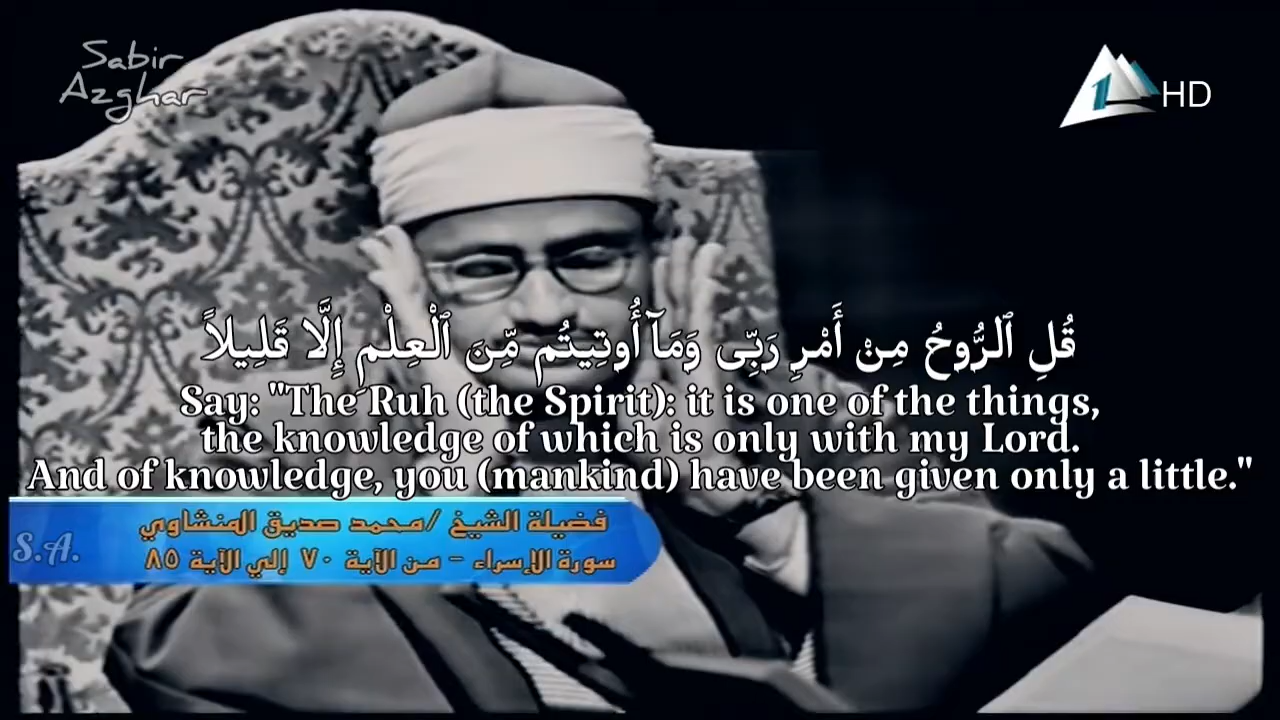 Sabir
Azghar
1 HD
قُلِ ٱلرُّوحُ مِنْ أَمْرِ رَبِّى وَمَآ أُوتِيتُم مِّنَ ٱلْعِلْمِ إِلَّا قَلِيلاً
Say: "The Ruh (the Spirit): it is one of the things,
the knowledge of which is only with my Lord.
And of knowledge, you (mankind) have been given only a little."
فضيلة الشيخ /محمد صديق المنشاوي
S.A.
سورة الإسراء - من الآية ٧٠ إلي الآية ٨٥